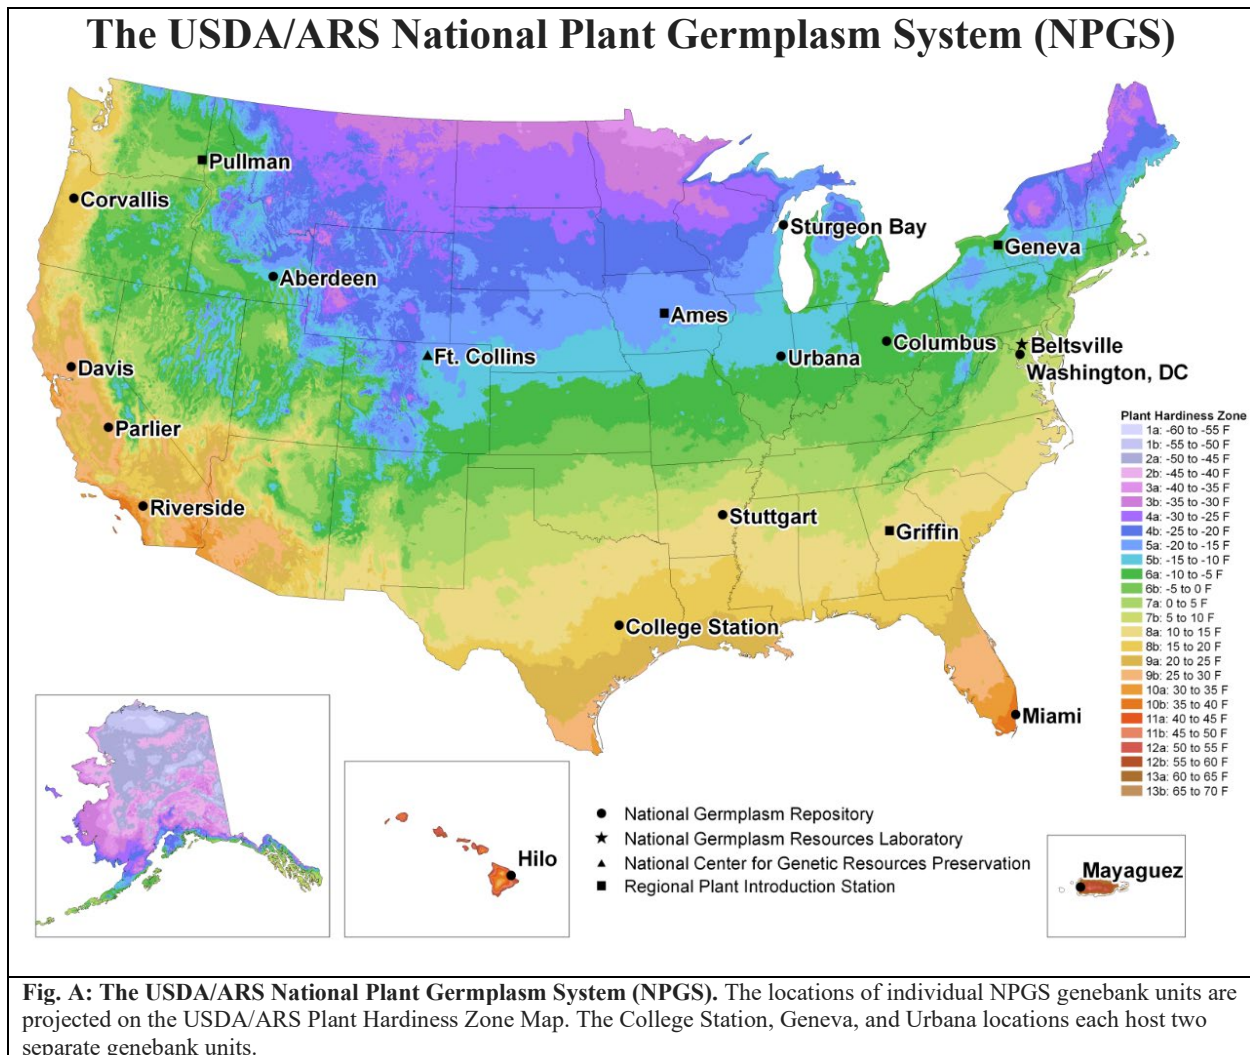 The USDA/ARS National Plant Germplasm System (NPGS)
Pullman
Corvallis
Sturgeon Bay
Geneva
Aberdeen
Ames
Ft. Collins
Urbana
Columbus
Beltsville
Washington, DC
Davis
Parlier
Riverside
Stuttgart
Griffin
College Station
Miami
Plant Hardiness Zone
1a: -60 to -55 F
1b: -55 to -50 F
2a: -50 to -45 F
2b: -45 to -40 F
3a: -40 to -35 F
3b: -35 to -30 F
4a: -30 to -25 F
4b: -25 to -20 F
5a: -20 to -15 F
5b: -15 to -10 F
6a: -10 to -5 F
6b: -5 to 0 F
7a: 0 to 5 F
7b: 5 to 10 F
8a: 10 to 15 F
8b: 15 to 20 F
9a: 20 to 25 F
9b: 25 to 30 F
10a: 30 to 35 F
10b: 35 to 40 F
11a: 40 to 45 F
11b: 45 to 50 F
12a: 50 to 55 F
12b: 55 to 60 F
13a: 60 to 65 F
13b: 65 to 70 F
Hilo
National Germplasm Repository
National Germplasm Resources Laboratory
National Center for Genetic Resources Preservation
Regional Plant Introduction Station
Mayaguez
Fig. A: The USDA/ARS National Plant Germplasm System (NPGS). The locations of individual NPGS genebank units are
projected on the USDA/ARS Plant Hardiness Zone Map. The College Station, Geneva, and Urbana locations each host two
separate genebank units.